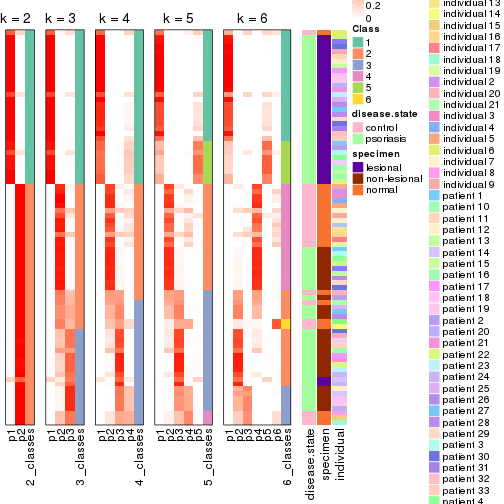 k = 2 k = 3 k = 4 k = 5 k = 6
0.2
0
Class
1
2
3
4
5
6
disease.state
control
psoriasis
specimen
lesional
non-lesional
normal
individual 13
individual 14
individual 15
individual 16
individual 17
individual 18
individual 19
individual 2
individual 20
individual 21
individual 3
individual 4
individual 5
individual 6
individual 7
individual 8
individual 9
patient 1
patient 10
patient 11
patient 12
patient 13
patient 14
patient 15
patient 16
patient 17
patient 18
patient 19
patient 2
patient 20
patient 21
patient 22
patient 23
patient 24
patient 25
patient 26
patient 27
patient 28
patient 29
patient 3
patient 30
patient 31
patient 32
patient 33
patient 4
p1
p2
2_classes
p1
p2
p3
3_classes
p1
p2
p3
p4
4_classes
p1
p2
p3
p4
p5
5_classes
p1
p2
p3
p4
p5
p6
6_classes
disease.state
specimen
individual